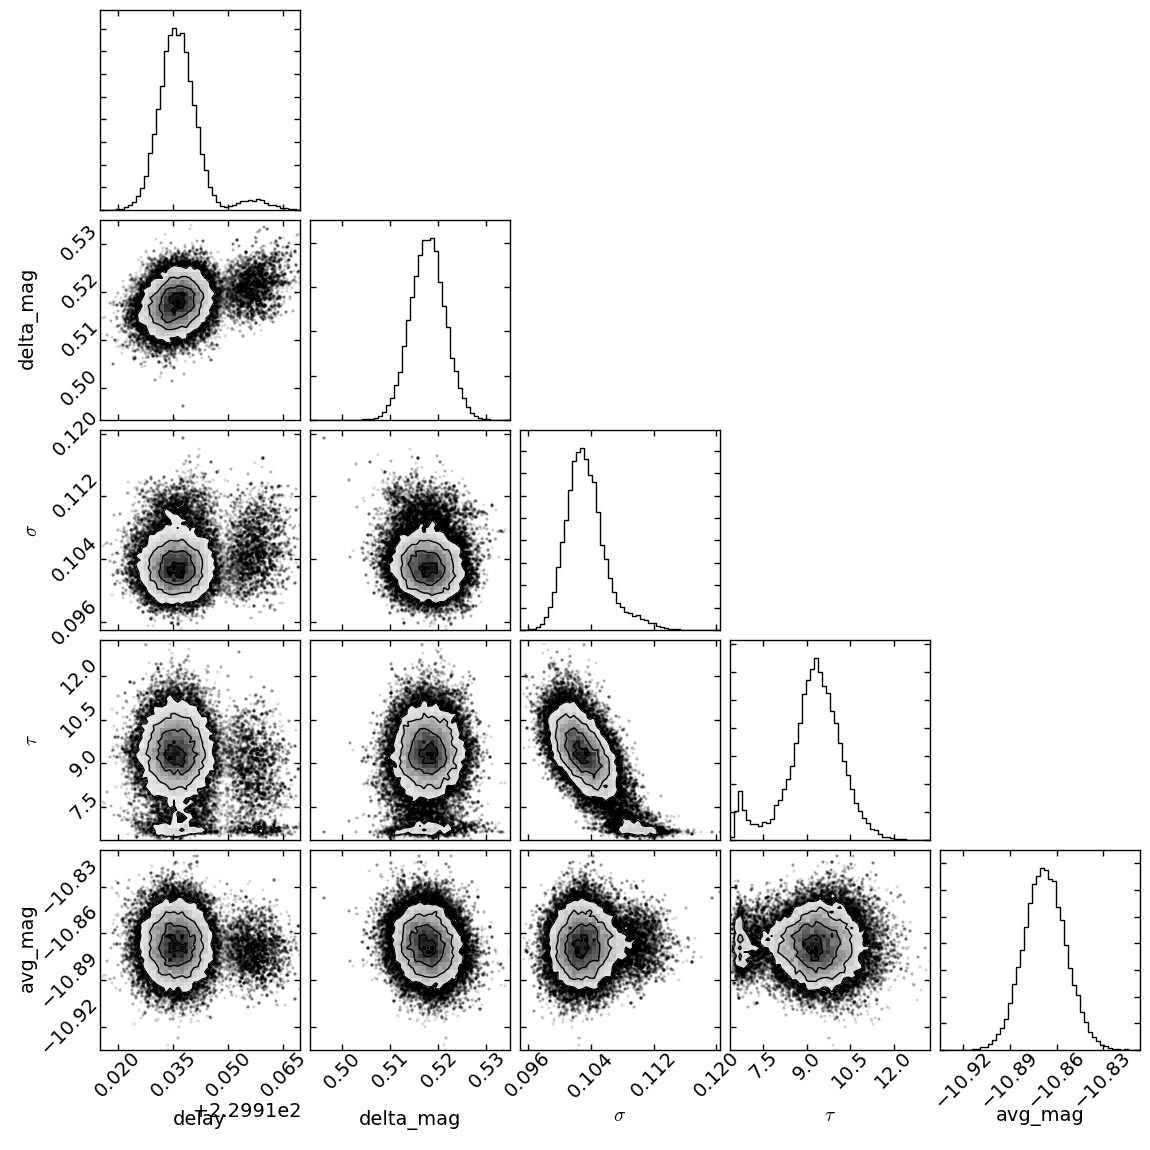 delta_mag
0.53
0.52
0.51
0.50
σ
0.120
0.112
0.104
0.096
τ
12.0
10.5
9.0
7.5
avg_mag
−10.83
−10.86
−10.89
−10.92
0.020 0.035 0.050 0.065
+2.2991e2
delay
0.50 0.51 0.52 0.53
delta_mag
0.096 0.104 0.112 0.120
σ
7.5 9.0 10.5 12.0
τ
−10.92 −10.89 −10.86 −10.83
avg_mag